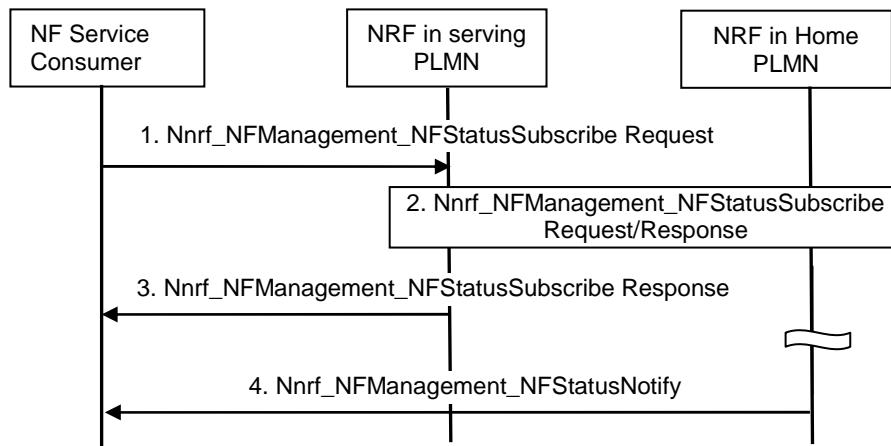 NF Service
Consumer
NRF in serving
PLMN
NRF in Home
PLMN
1. Nnrf_NFManagement_NFStatusSubscribe Request
2. Nnrf_NFManagement_NFStatusSubscribe
Request/Response
3. Nnrf_NFManagement_NFStatusSubscribe Response
4. Nnrf_NFManagement_NFStatusNotify